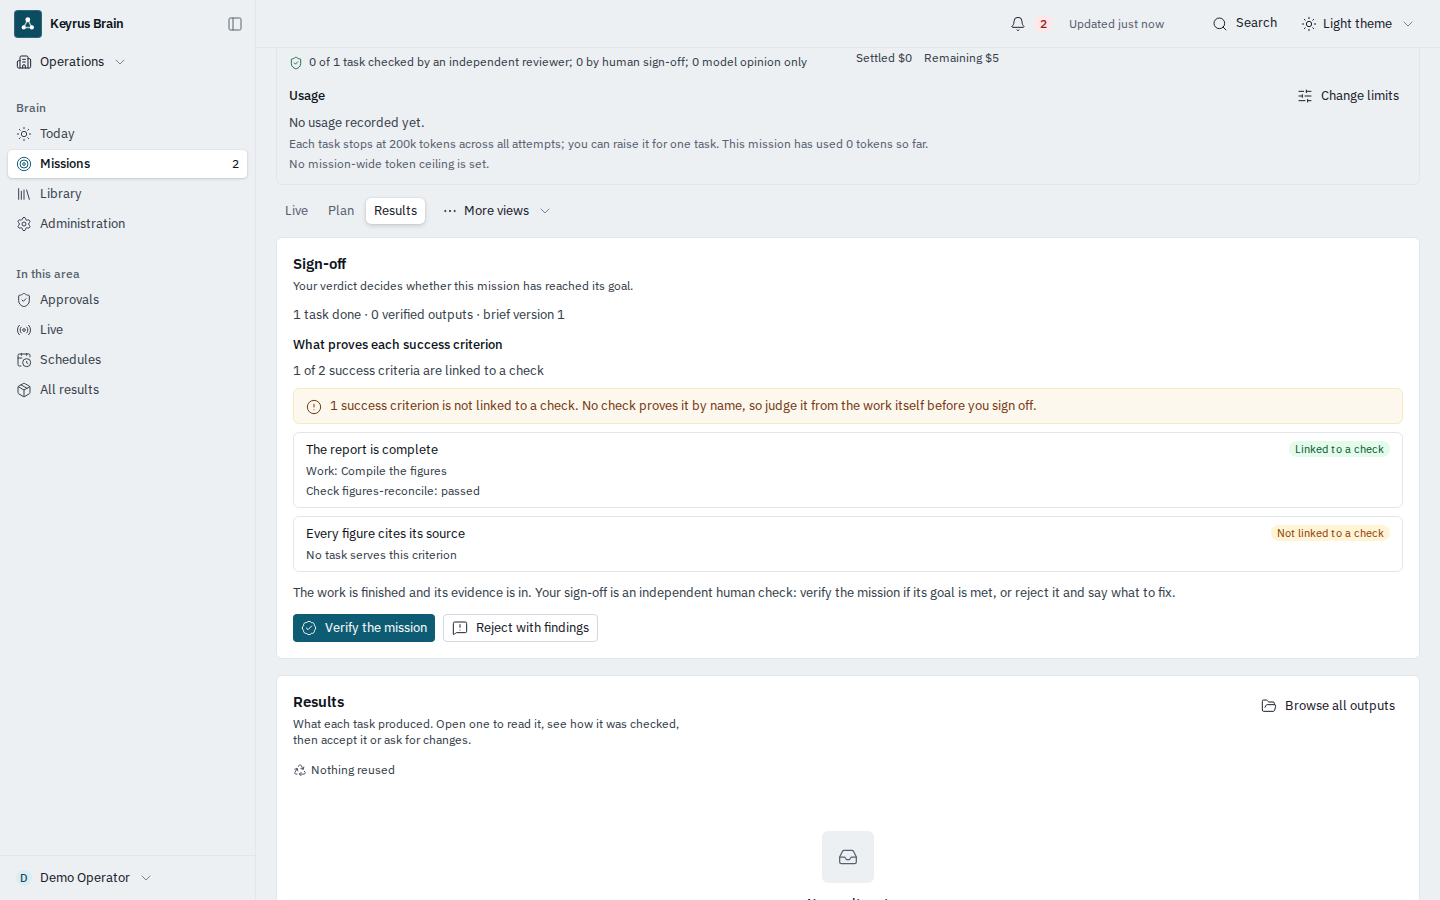 Keyrus Brain
Operations
Brain
Today
Missions 2
Library
Administration
In this area
Approvals
Live
Schedules
All results
D Demo Operator
2 Updated just now Search Light theme
0 of 1 task checked by an independent reviewer; 0 by human sign-off; 0 model opinion only
Settled $0 Remaining $5
Usage
Change limits
No usage recorded yet.
Each task stops at 200k tokens across all attempts; you can raise it for one task. This mission has used 0 tokens so far.
No mission-wide token ceiling is set.
Live Plan Results More views
Sign-off
Your verdict decides whether this mission has reached its goal.
1 task done · 0 verified outputs · brief version 1
What proves each success criterion
1 of 2 success criteria are linked to a check
1 success criterion is not linked to a check. No check proves it by name, so judge it from the work itself before you sign off.
The report is complete
Linked to a check
Work: Compile the figures
Check figures-reconcile: passed
Every figure cites its source
Not linked to a check
No task serves this criterion
The work is finished and its evidence is in. Your sign-off is an independent human check: verify the mission if its goal is met, or reject it and say what to fix.
Verify the mission Reject with findings
Results
Browse all outputs
What each task produced. Open one to read it, see how it was checked,
then accept it or ask for changes.
Nothing reused